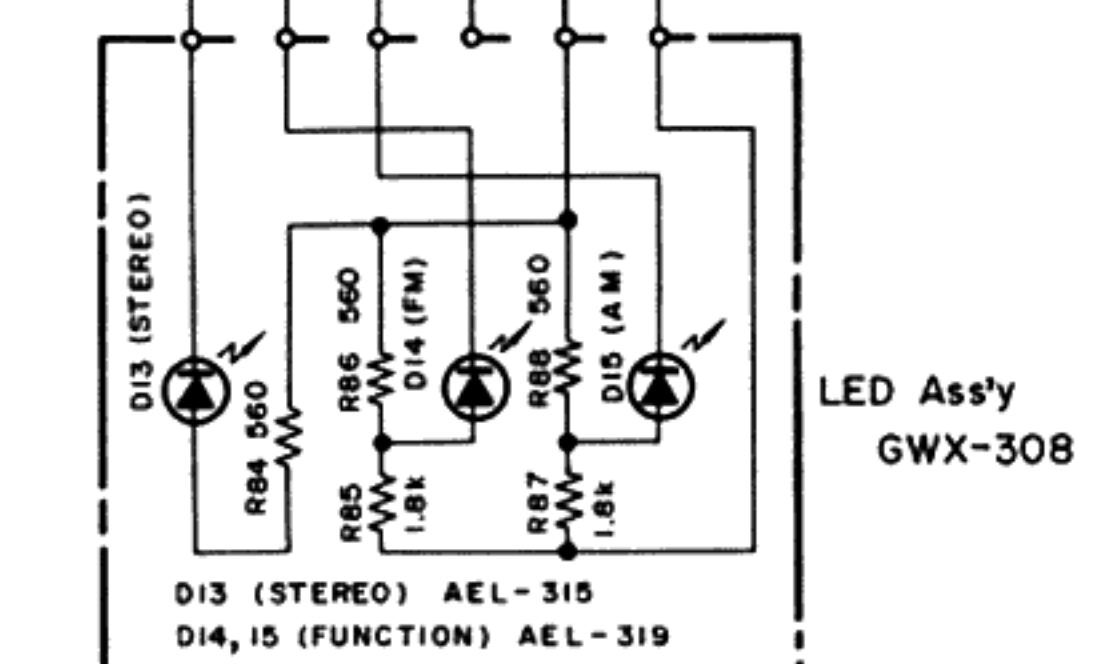 D13 (STEREO)
R84 560
R86 560
D14 (FM)
R85
1.8k
R88 560
D15 (AM)
R87
1.8k
LED Ass'y
GWX-308
D13 (STEREO) AEL-315
D14, 15 (FUNCTION) AEL-319